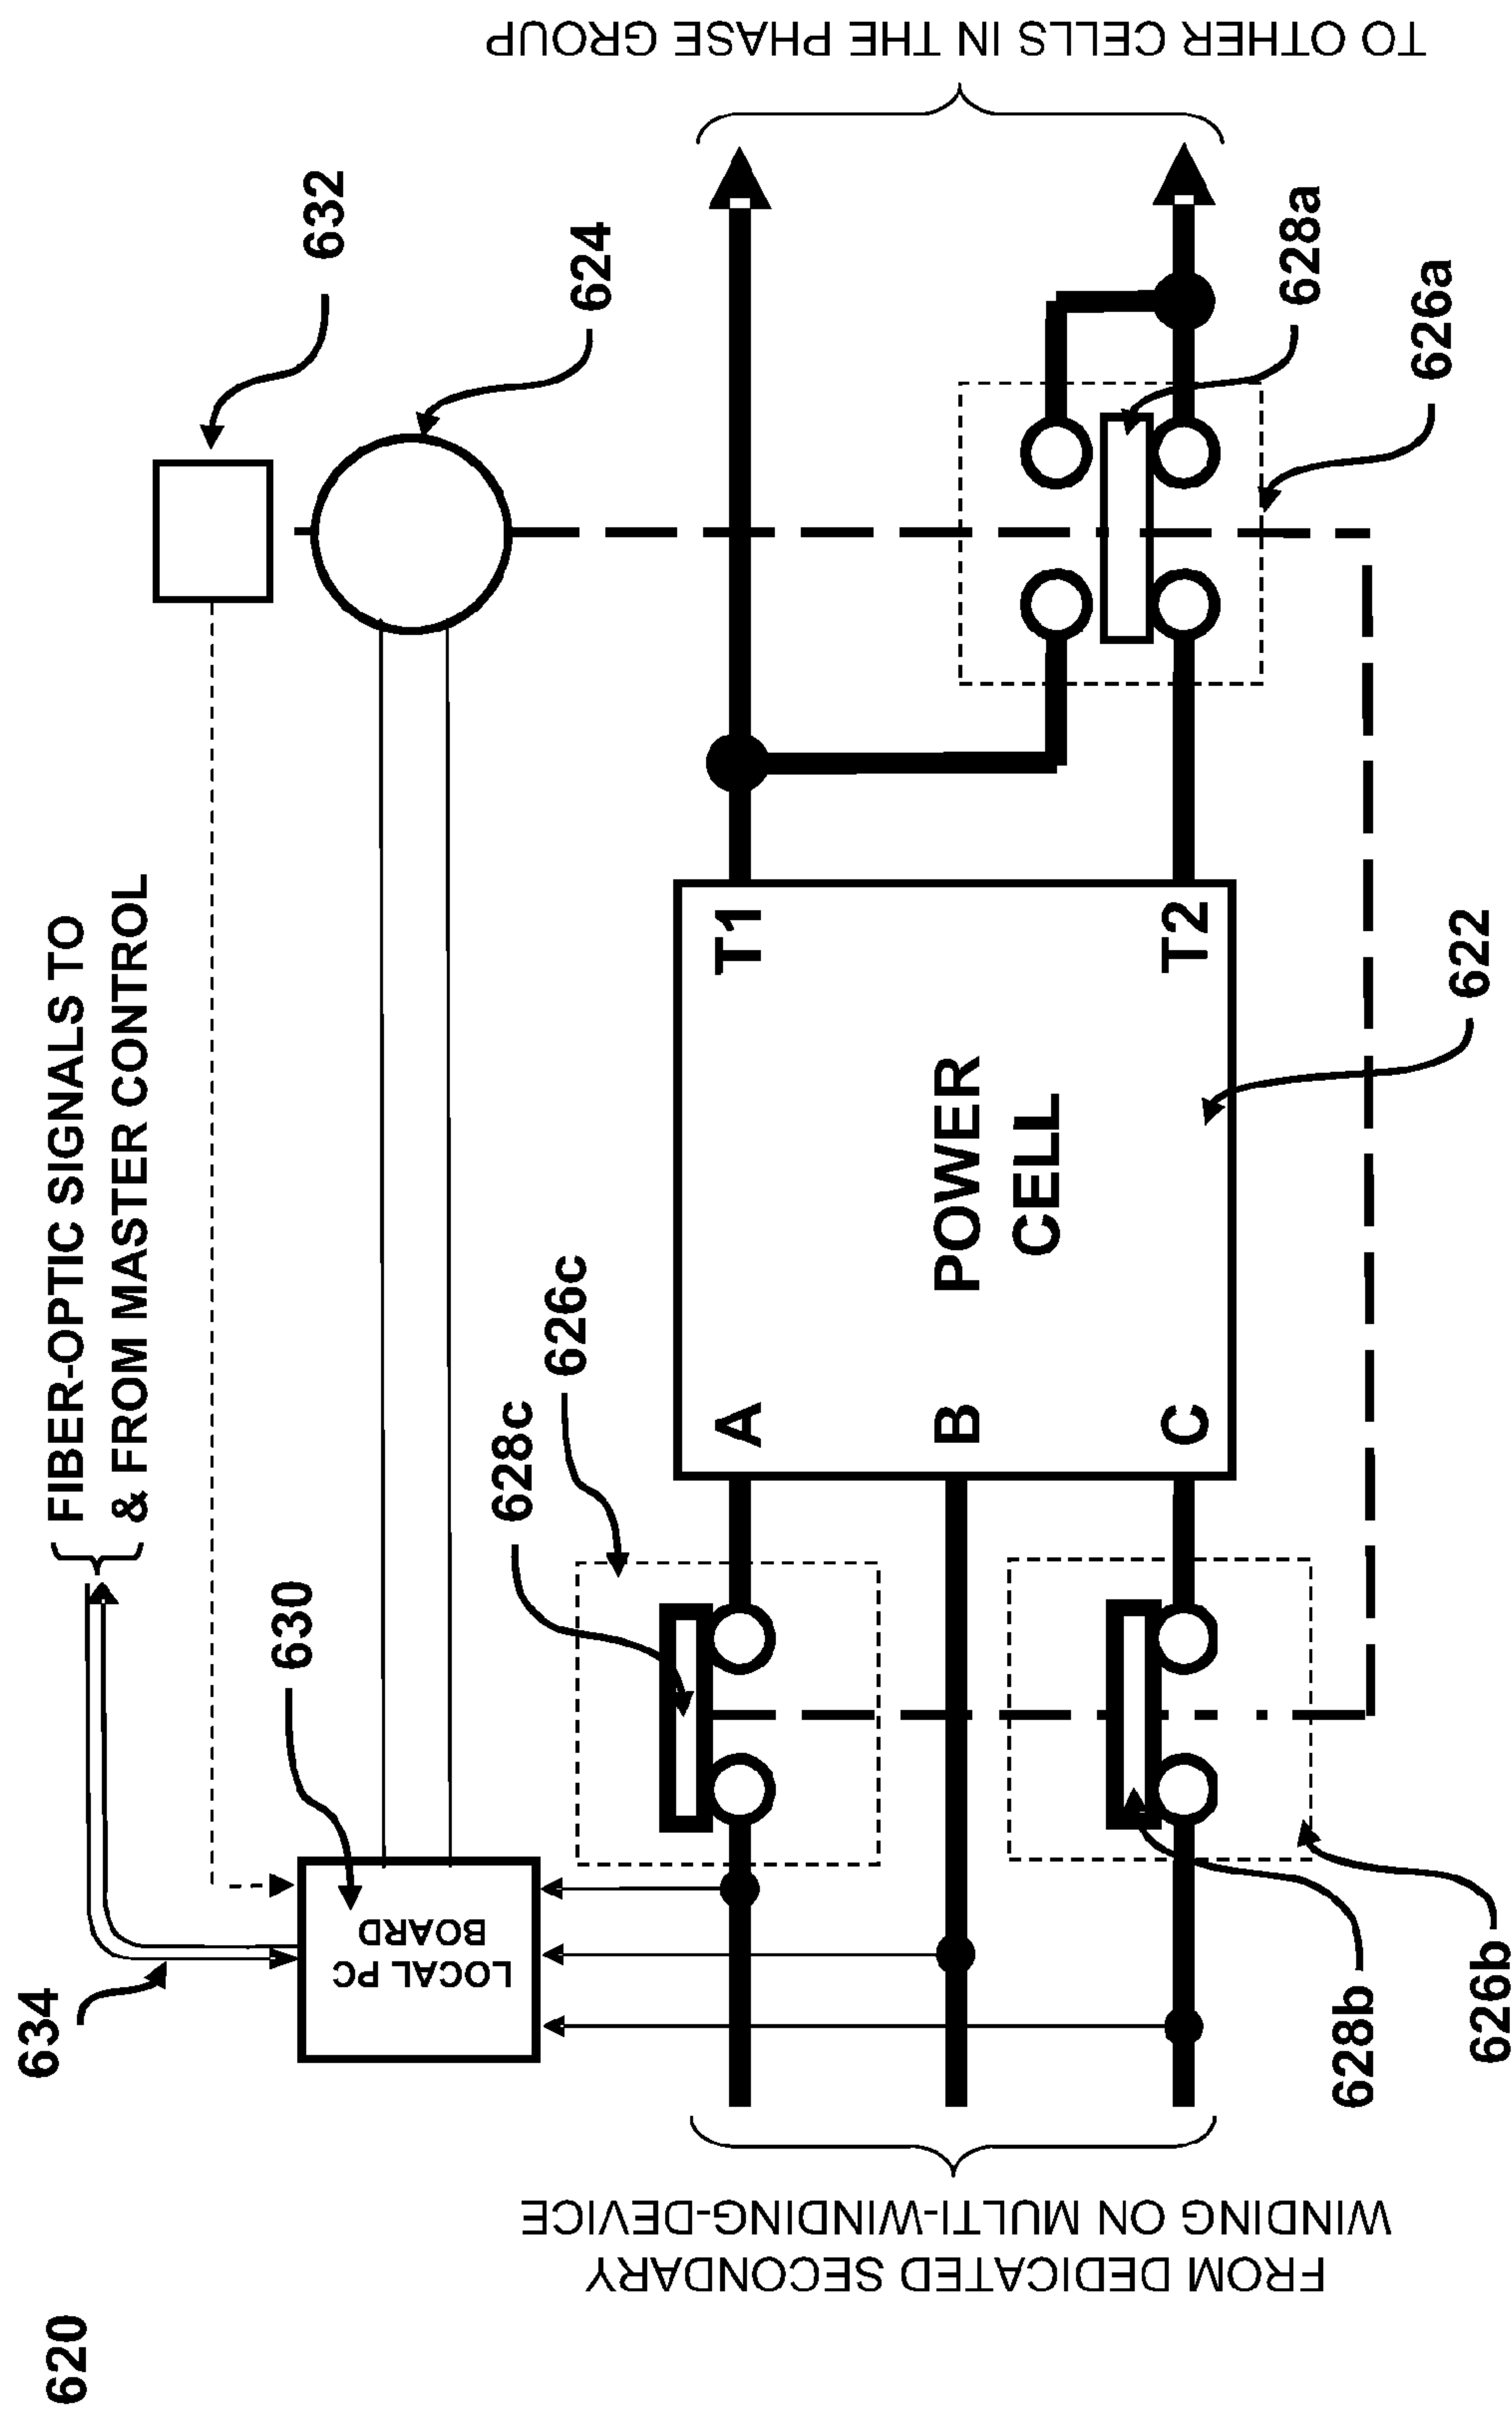 620
634
FIBER-OPTIC SIGNALS TO
& FROM MASTER CONTROL
632
630
624
LOCAL PC
BOARD
628c
626c
FROM DEDICATED SECONDARY
WINDING ON MULTI-WINDING-DEVICE
A
B
C
POWER
CELL
T1
T2
TO OTHER CELLS IN THE PHASE GROUP
628a
626a
628b
626b
622